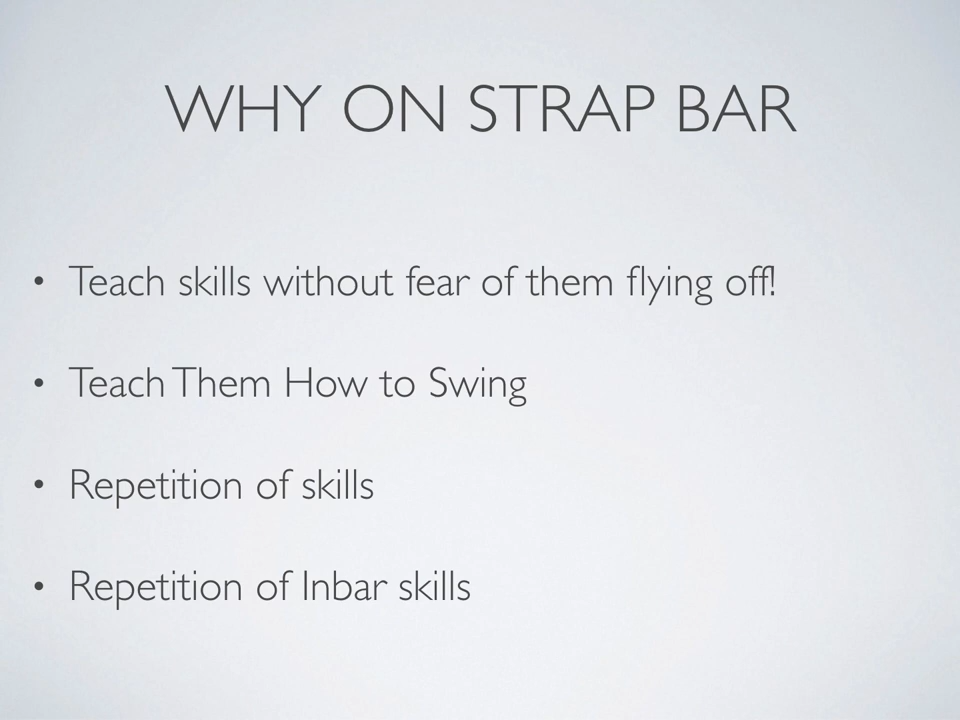 WHY ON STRAP BAR
• Teach skills without fear of them flying off!
• Teach Them How to Swing
• Repetition of skills
• Repetition of Inbar skills